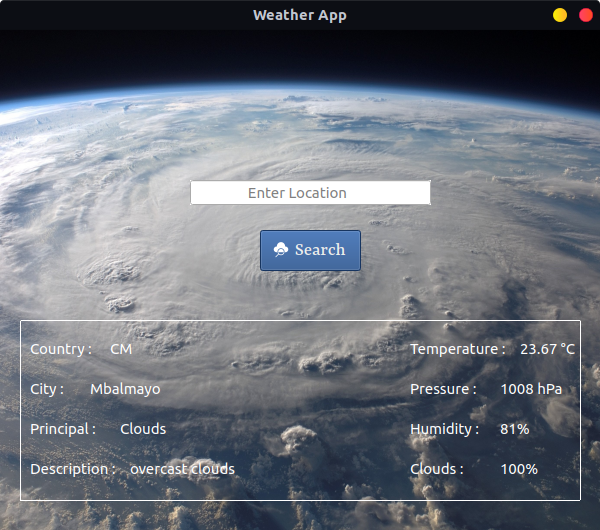 Weather App
Enter Location
Search
Country : CM
Temperature : 23.67 °C
City : Mbalmayo
Pressure : 1008 hPa
Principal : Clouds
Humidity : 81%
Description : overcast clouds
Clouds : 100%